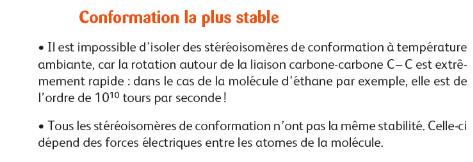 Conformation la plus stable
• Il est impossible d'isoler des stéréoisomères de conformation à température
ambiante, car la rotation autour de la liaison carbone-carbone C–C est extrê-
mement rapide : dans le cas de la molécule d'éthane par exemple, elle est de
l'ordre de 10¹⁰ tours par seconde !
• Tous les stéréoisomères de conformation n'ont pas la même stabilité. Celle-ci
dépend des forces électriques entre les atomes de la molécule.